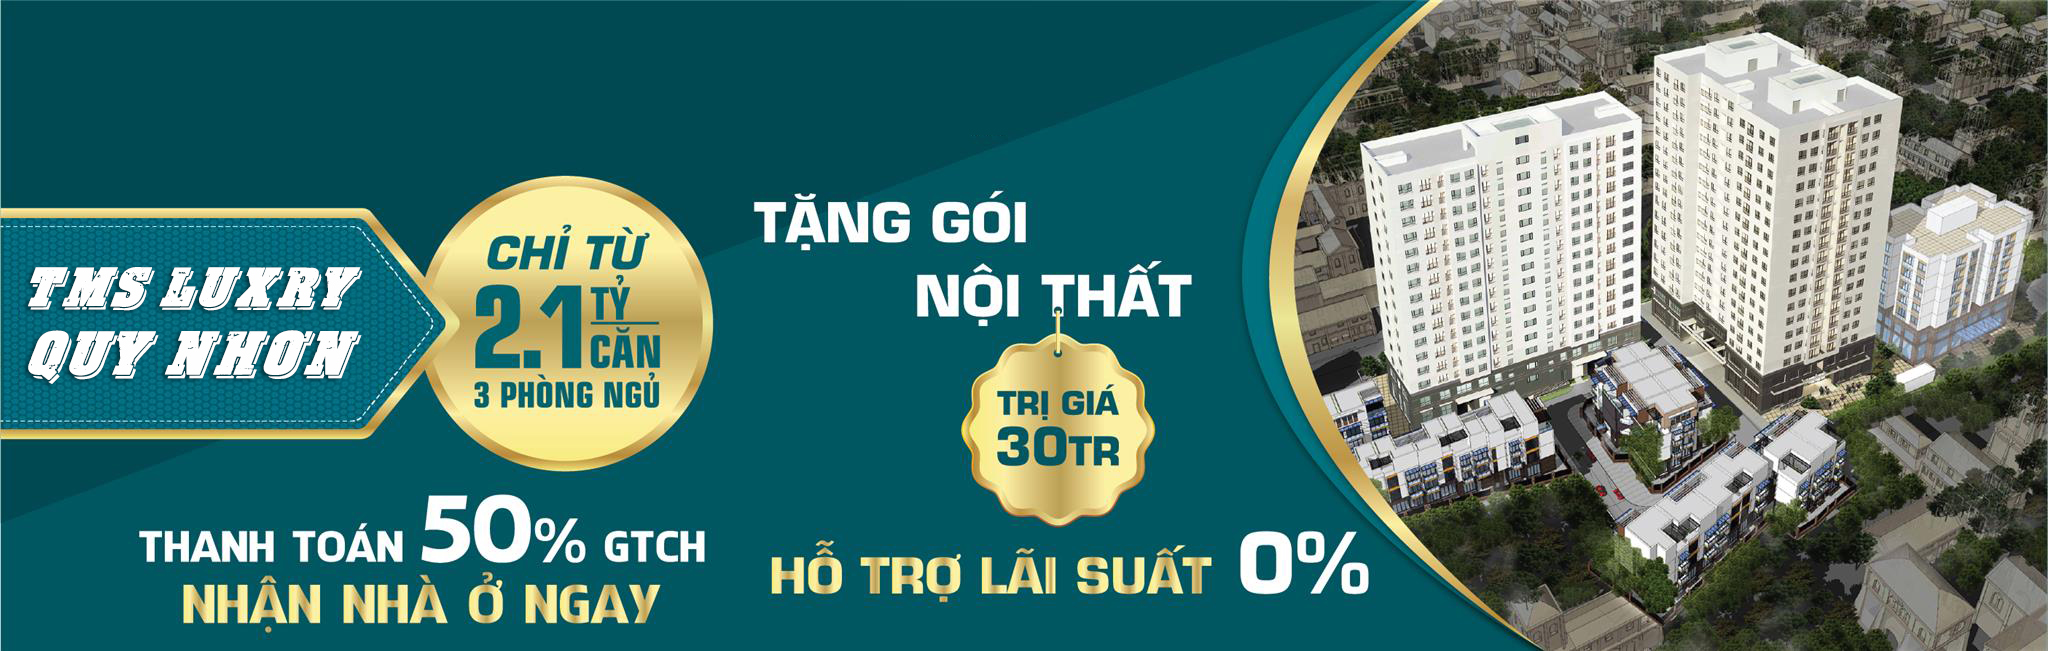 TMS LUXRY
QUY NHƠN
CHỈ TỪ
2.1 TỶ
CĂN
3 PHÒNG NGỦ
THANH TOÁN 50% GTCH
NHẬN NHÀ Ở NGAY
TẶNG GÓI
NỘI THẤT
TRỊ GIÁ
30TR
HỖ TRỢ LÃI SUẤT 0%